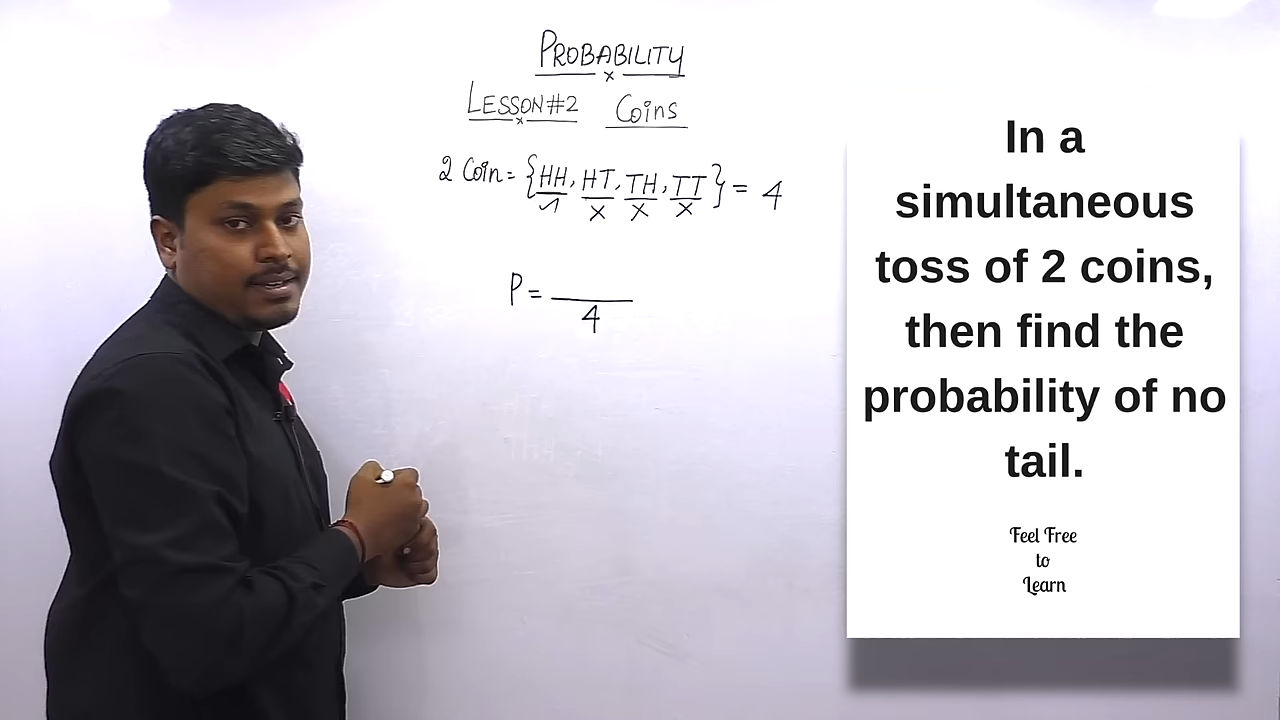 PROBABILITY
LESSON#2 Coins
2 Coin = {HH, HT, TH, TT} = 4
✓ x x x
P = ___
4
In a
simultaneous
toss of 2 coins,
then find the
probability of no
tail.
Feel Free
to
Learn